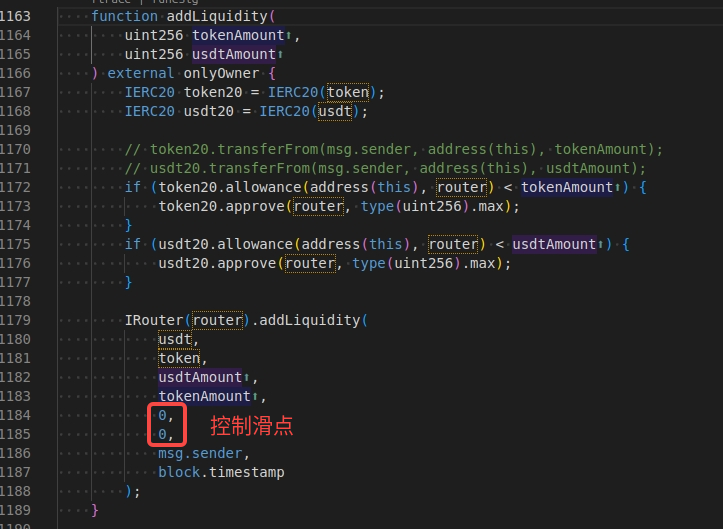 ftrace | funcSig
1163 function addLiquidity(
1164 uint256 tokenAmount↑,
1165 uint256 usdtAmount↑
1166 ) external onlyOwner {
1167 IERC20 token20 = IERC20(token);
1168 IERC20 usdt20 = IERC20(usdt);
1169
1170 // token20.transferFrom(msg.sender, address(this), tokenAmount);
1171 // usdt20.transferFrom(msg.sender, address(this), usdtAmount);
1172 if (token20.allowance(address(this), router) < tokenAmount↑) {
1173 token20.approve(router, type(uint256).max);
1174 }
1175 if (usdt20.allowance(address(this), router) < usdtAmount↑) {
1176 usdt20.approve(router, type(uint256).max);
1177 }
1178
1179 IRouter(router).addLiquidity(
1180 usdt,
1181 token,
1182 usdtAmount↑,
1183 tokenAmount↑,
1184 0,
1185 0, 控制滑点
1186 msg.sender,
1187 block.timestamp
1188 );
1189 }
1190